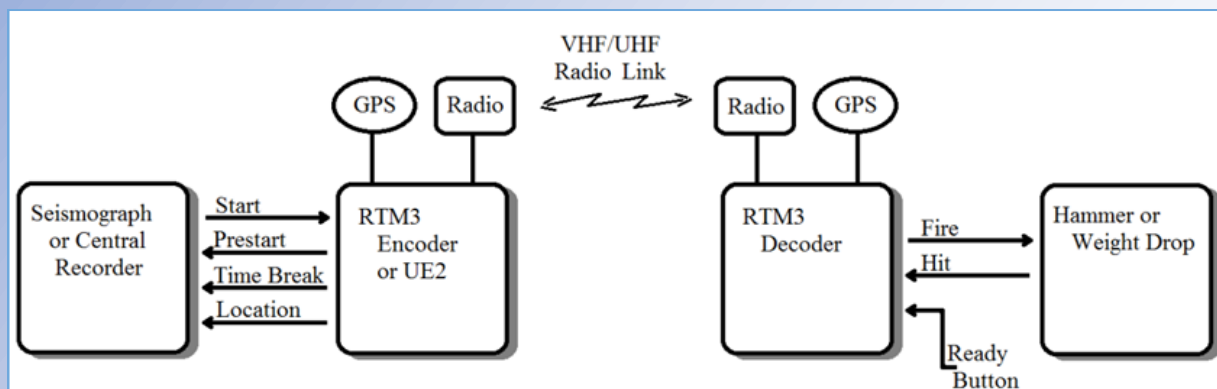 VHF/UHF
Radio Link
GPS
Radio
Radio
GPS
Seismograph
or Central
Recorder
Start
Prestart
Time Break
Location
RTM3
Encoder
or UE2
RTM3
Decoder
Fire
Hit
Ready
Button
Hammer or
Weight Drop